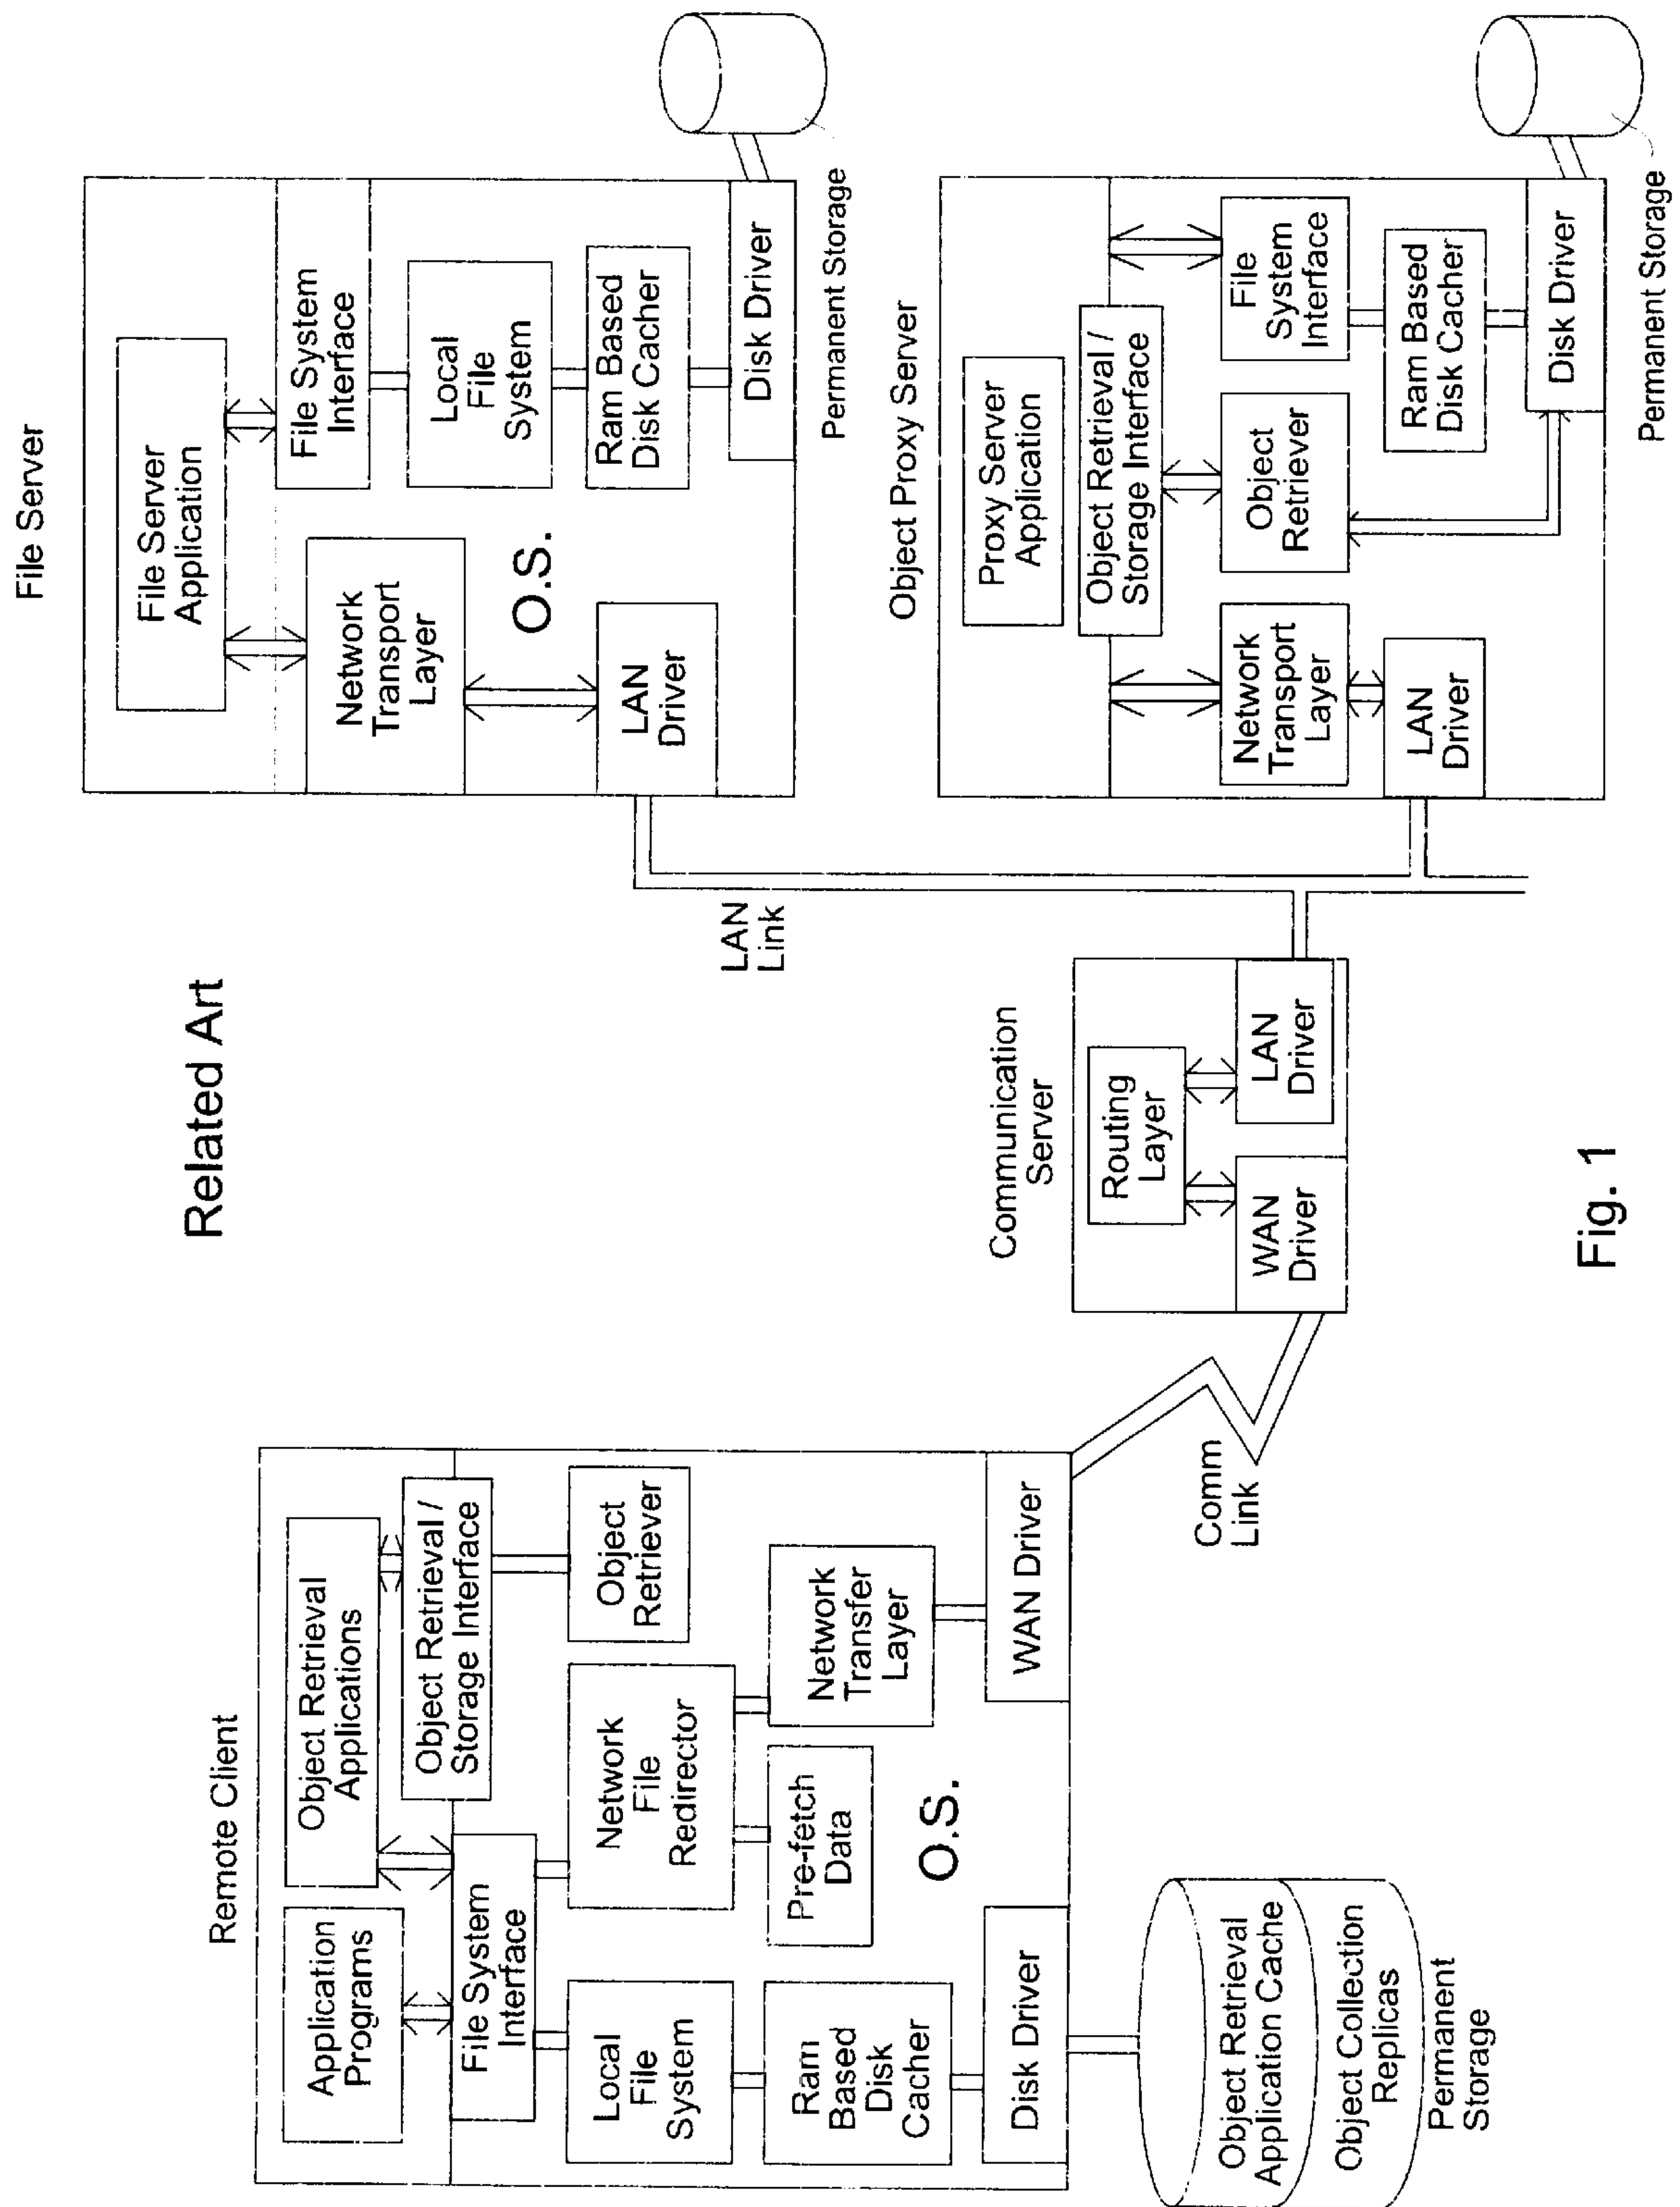 Related Art
Remote Client
Application
Programs
Object Retrieval
Applications
File System
Interface
Object Retrieval /
Storage Interface
Local
File
System
Network
File
Redirector
Object
Retriever
Ram
Based
Disk
Cacher
Pre-fetch
Data
Network
Transfer
Layer
O.S.
Disk Driver
WAN Driver
Object Retrieval
Application Cache
Object Collection
Replicas
Permanent
Storage
Comm
Link
Communication
Server
Routing
Layer
WAN
Driver
LAN
Driver
LAN
Link
File Server
File Server
Application
Network
Transport
Layer
File System
Interface
O.S.
Local
File
System
LAN
Driver
Ram Based
Disk Cacher
Disk Driver
Permanent Storage
Object Proxy Server
Proxy Server
Application
Object Retrieval /
Storage Interface
Network
Transport
Layer
Object
Retriever
File
System
Interface
LAN
Driver
Ram Based
Disk Cacher
Disk Driver
Permanent Storage
Fig. 1